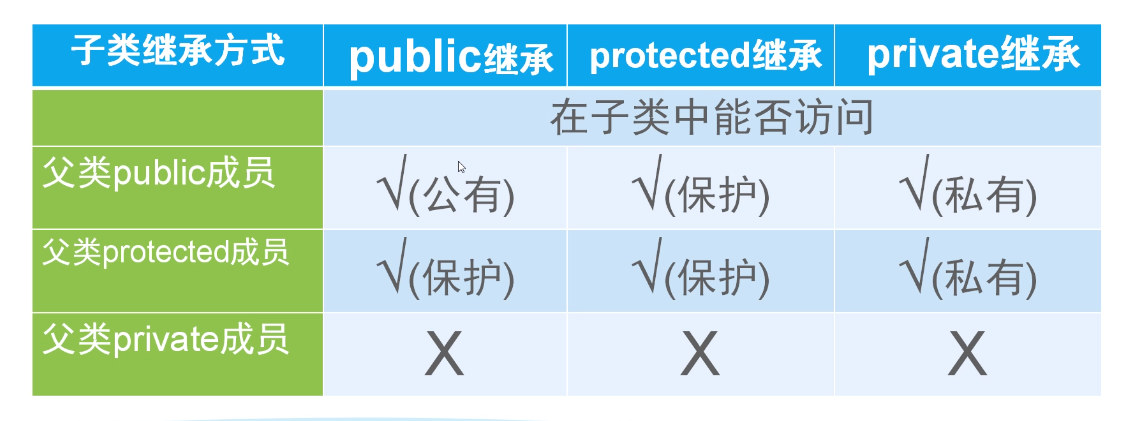 子类继承方式 public继承 protected继承 private继承
在子类中能否访问
父类public成员 √(公有) √(保护) √(私有)
父类protected成员 √(保护) √(保护) √(私有)
父类private成员 X X X